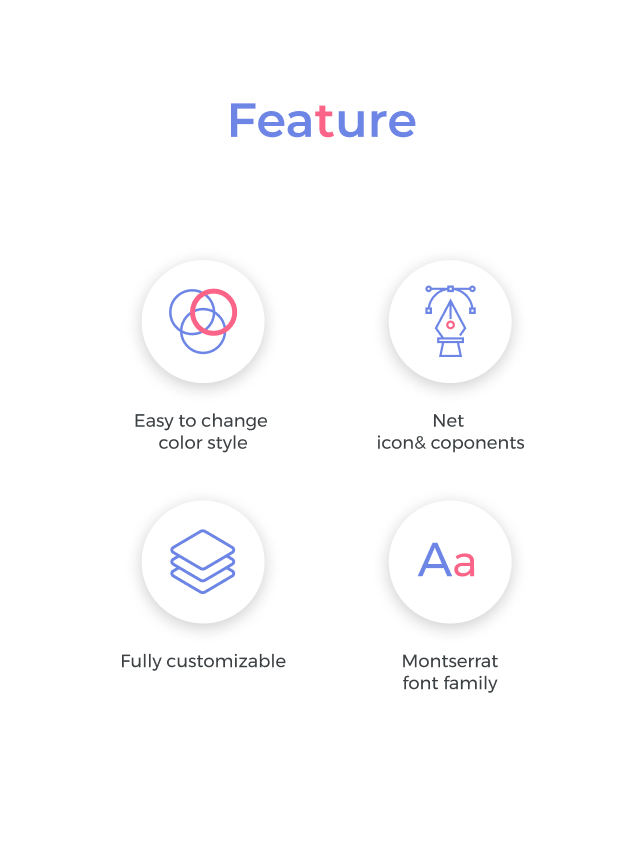 Feature
Easy to change
color style
Net
icon& coponents
Fully customizable
Aa
Montserrat
font family